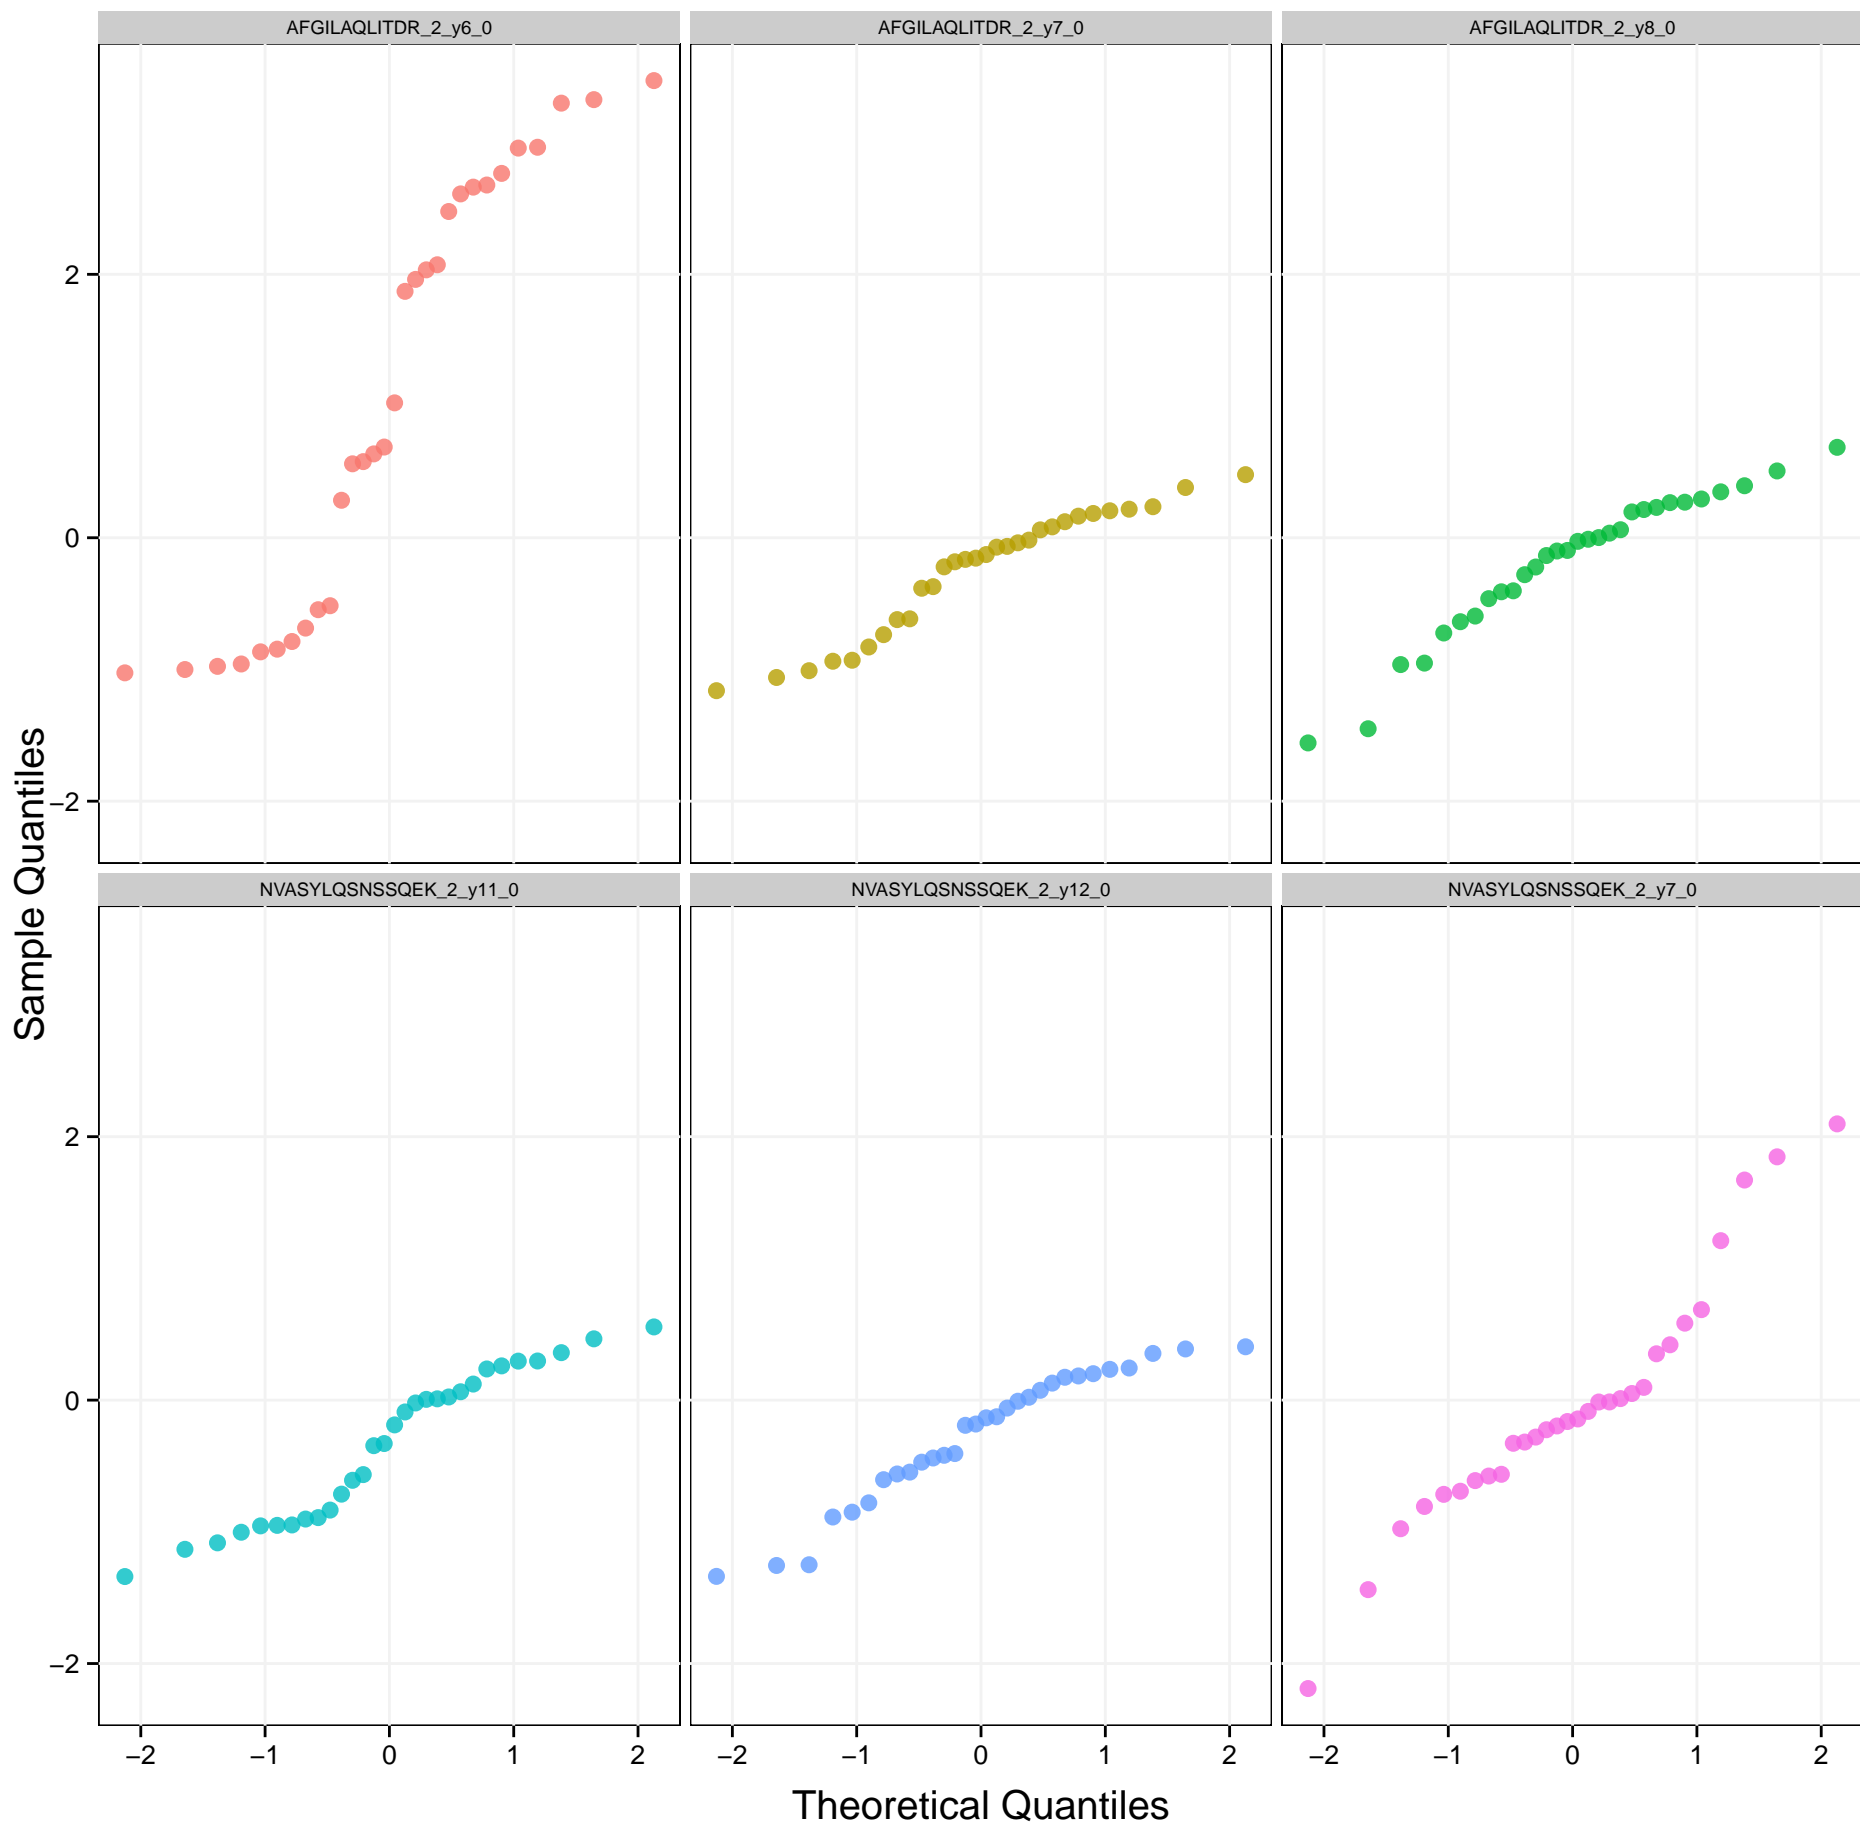 AFGILAQLITDR_2_y6_0
AFGILAQLITDR_2_y7_0
AFGILAQLITDR_2_y8_0
2
0
−2
NVASYLQSNSSQEK_2_y11_0
NVASYLQSNSSQEK_2_y12_0
NVASYLQSNSSQEK_2_y7_0
2
0
−2
Sample Quantiles
−2 −1 0 1 2
−2 −1 0 1 2
−2 −1 0 1 2
Theoretical Quantiles